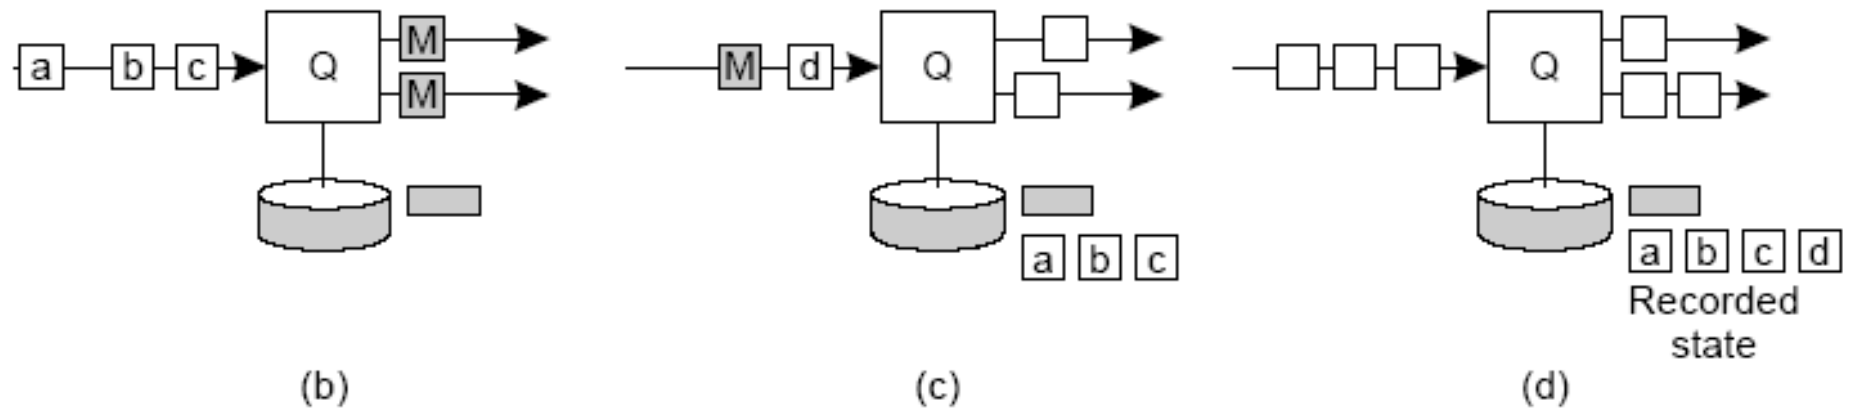 a b c Q M M
M d Q
Q
a b c
a b c d
Recorded
state
(b) (c) (d)